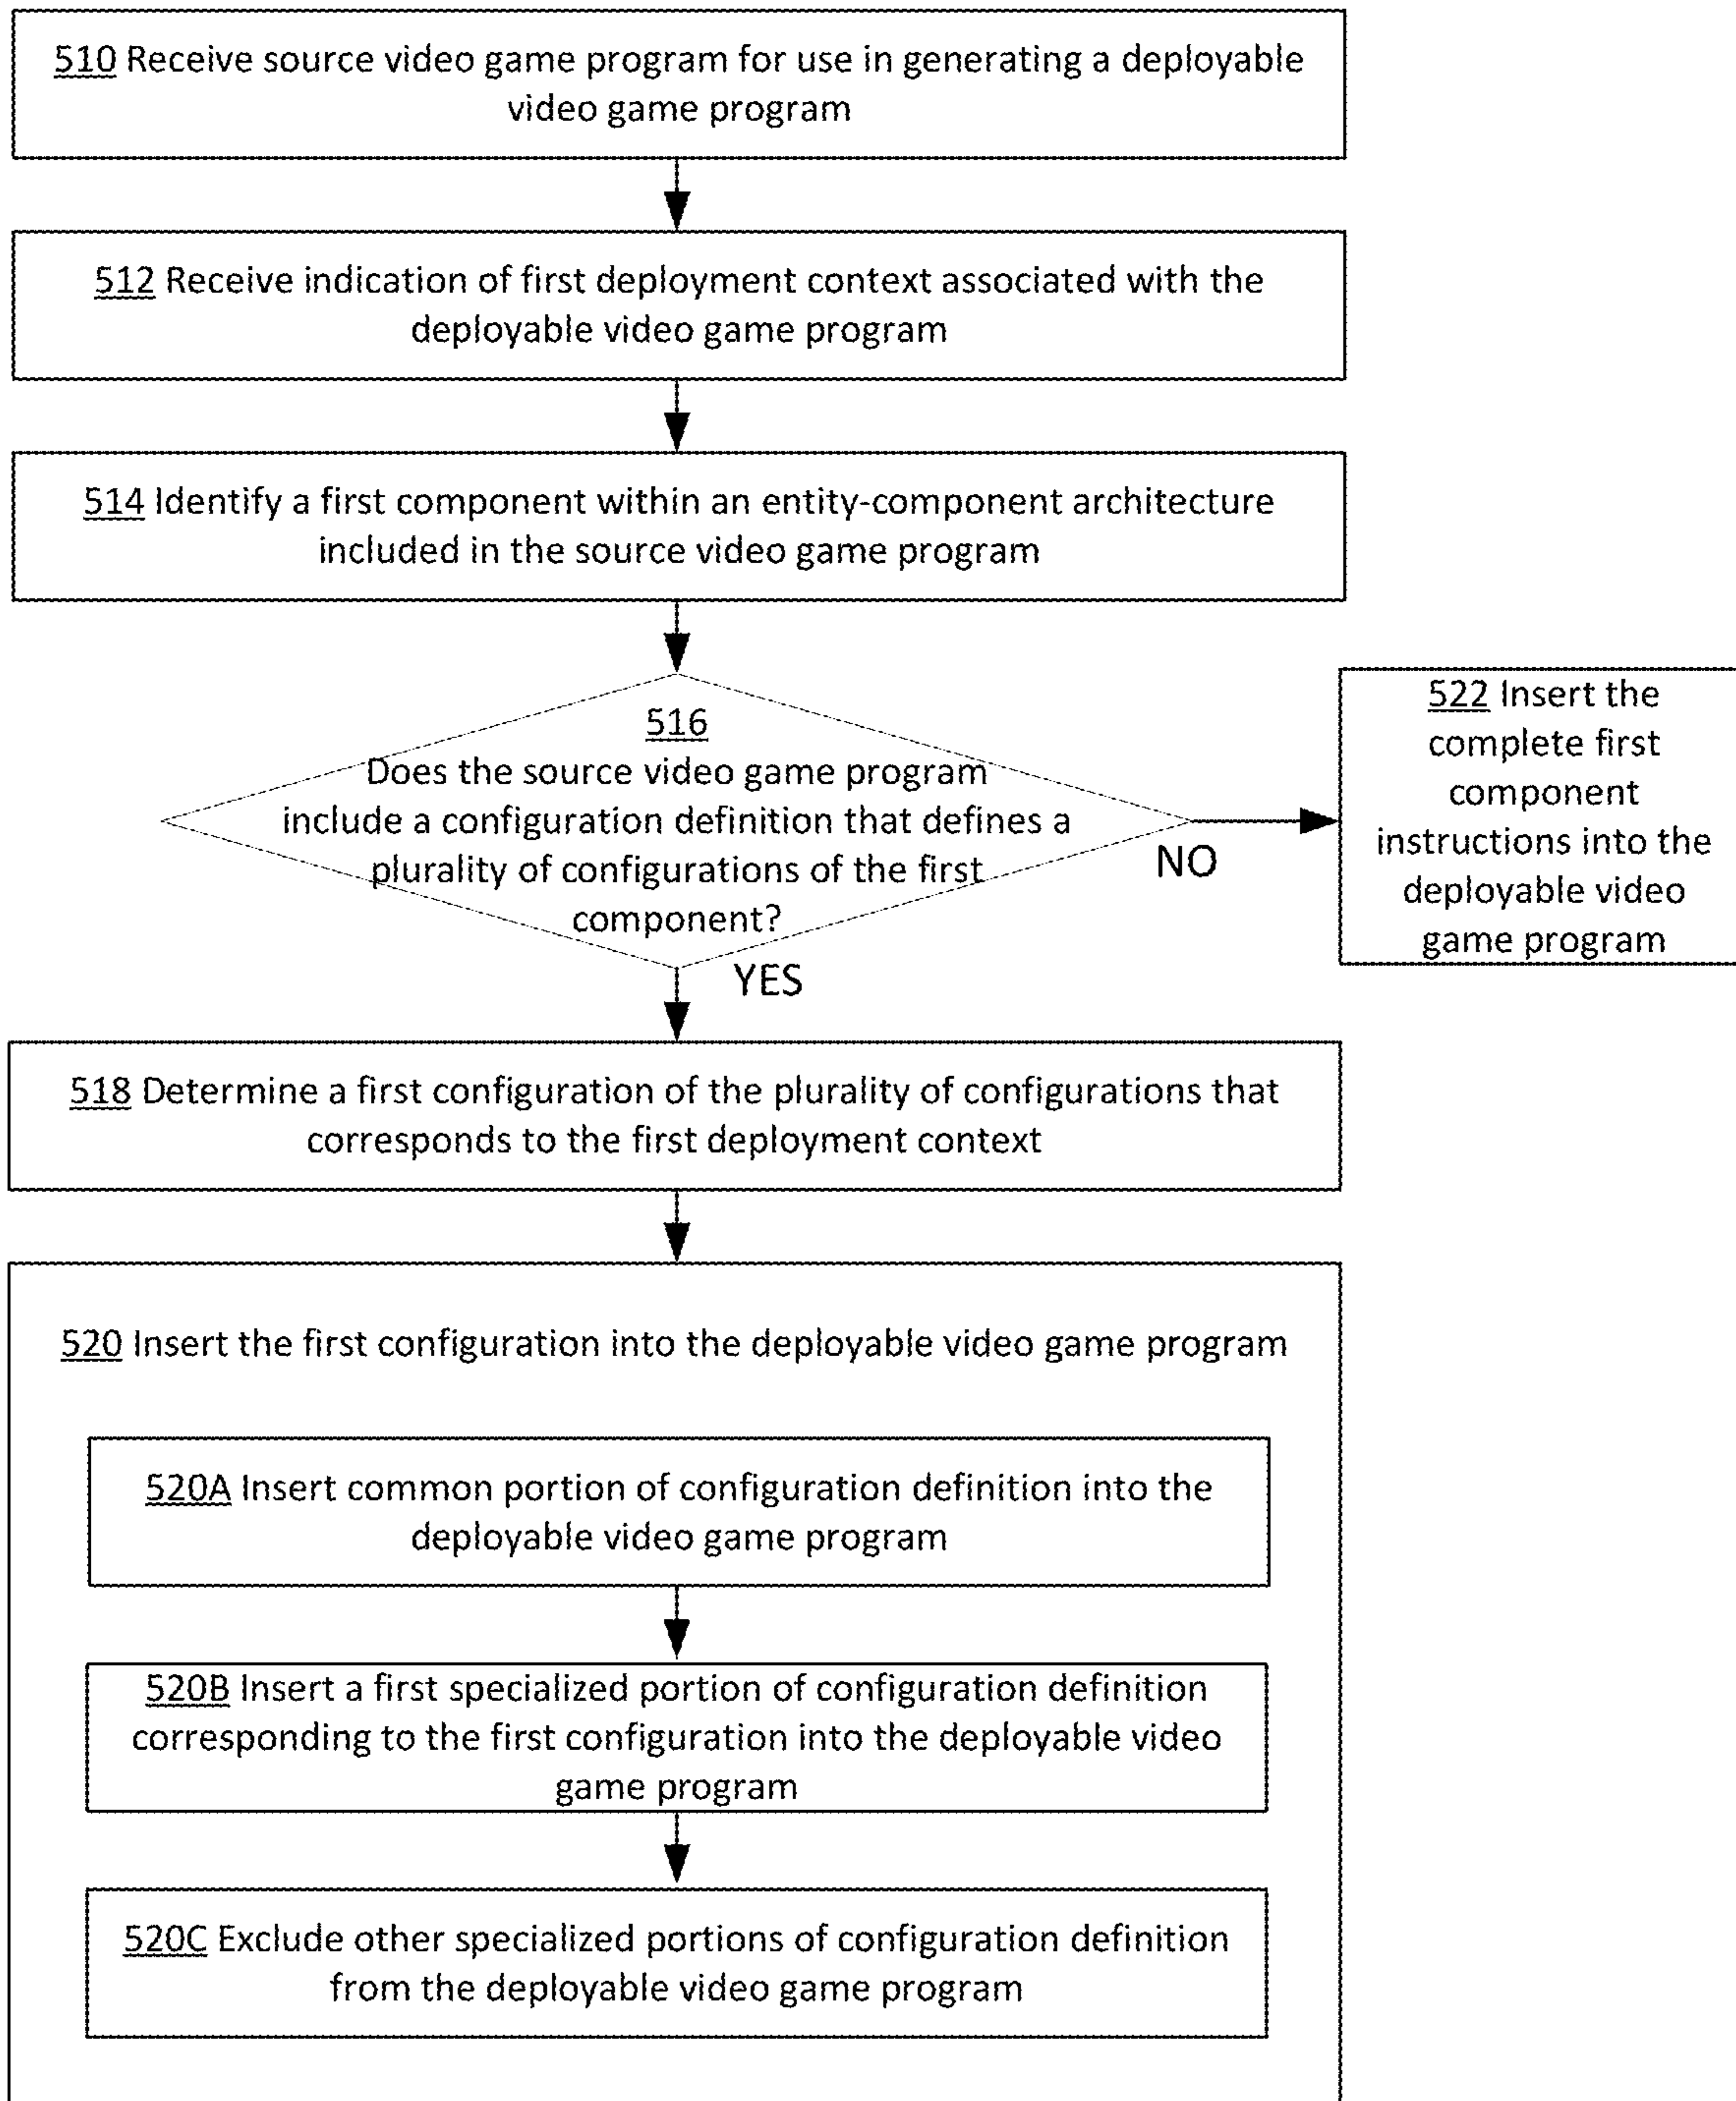 510 Receive source video game program for use in generating a deployable
video game program
512 Receive indication of first deployment context associated with the
deployable video game program
514 Identify a first component within an entity-component architecture
included in the source video game program
516
Does the source video game program
include a configuration definition that defines a
plurality of configurations of the first
component?
NO
522 Insert the
complete first
component
instructions into the
deployable video
game program
YES
518 Determine a first configuration of the plurality of configurations that
corresponds to the first deployment context
520 Insert the first configuration into the deployable video game program
520A Insert common portion of configuration definition into the
deployable video game program
520B Insert a first specialized portion of configuration definition
corresponding to the first configuration into the deployable video
game program
520C Exclude other specialized portions of configuration definition
from the deployable video game program